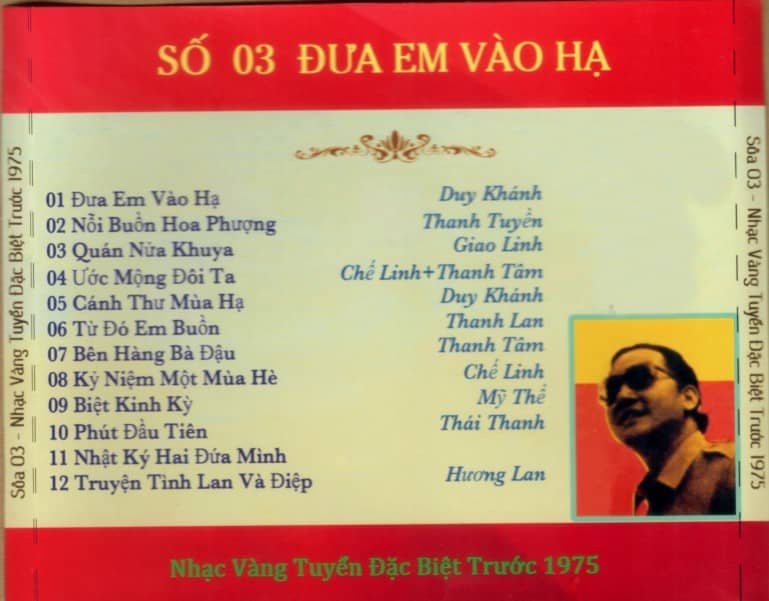 SỐ 03 ĐƯA EM VÀO HẠ
01 Đưa Em Vào Hạ Duy Khánh
02 Nỗi Buồn Hoa Phượng Thanh Tuyền
03 Quán Nửa Khuya Giao Linh
04 Ước Mộng Đôi Ta Chế Linh+Thanh Tâm
05 Cánh Thư Mùa Hạ Duy Khánh
06 Từ Đó Em Buồn Thanh Lan
07 Bên Hàng Bà Đậu Thanh Tâm
08 Kỷ Niệm Một Mùa Hè Chế Linh
09 Biệt Kinh Kỳ Mỹ Thể
10 Phút Đầu Tiên Thái Thanh
11 Nhật Ký Hai Đứa Mình
12 Truyện Tình Lan Và Điệp Hương Lan
Nhạc Vàng Tuyển Đặc Biệt Trước 1975
Sôa 03 - Nhạc Vàng Tuyển Đặc Biệt Trước 1975
Sôa 03 - Nhạc Vàng Tuyển Đặc Biệt Trước 1975